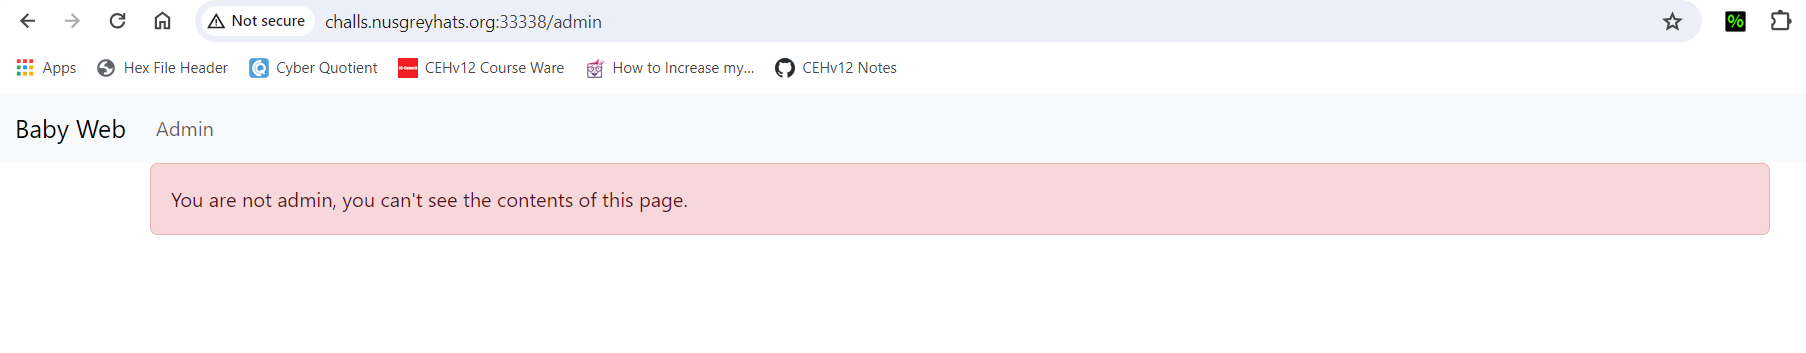 Not secure challs.nusgreyhats.org:33338/admin %
Apps Hex File Header Cyber Quotient CEHv12 Course Ware How to Increase my... CEHv12 Notes
Baby Web Admin
You are not admin, you can't see the contents of this page.